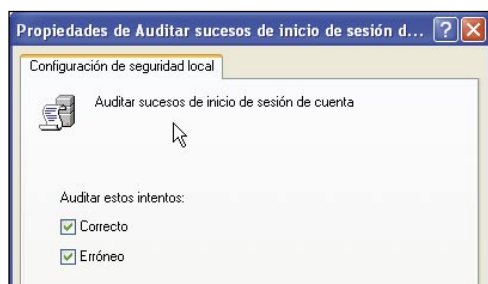 Propiedades de Auditar sucesos de inicio de sesión d...
Configuración de seguridad local
Auditar sucesos de inicio de sesión de cuenta
Auditar estos intentos:
Correcto
Erróneo